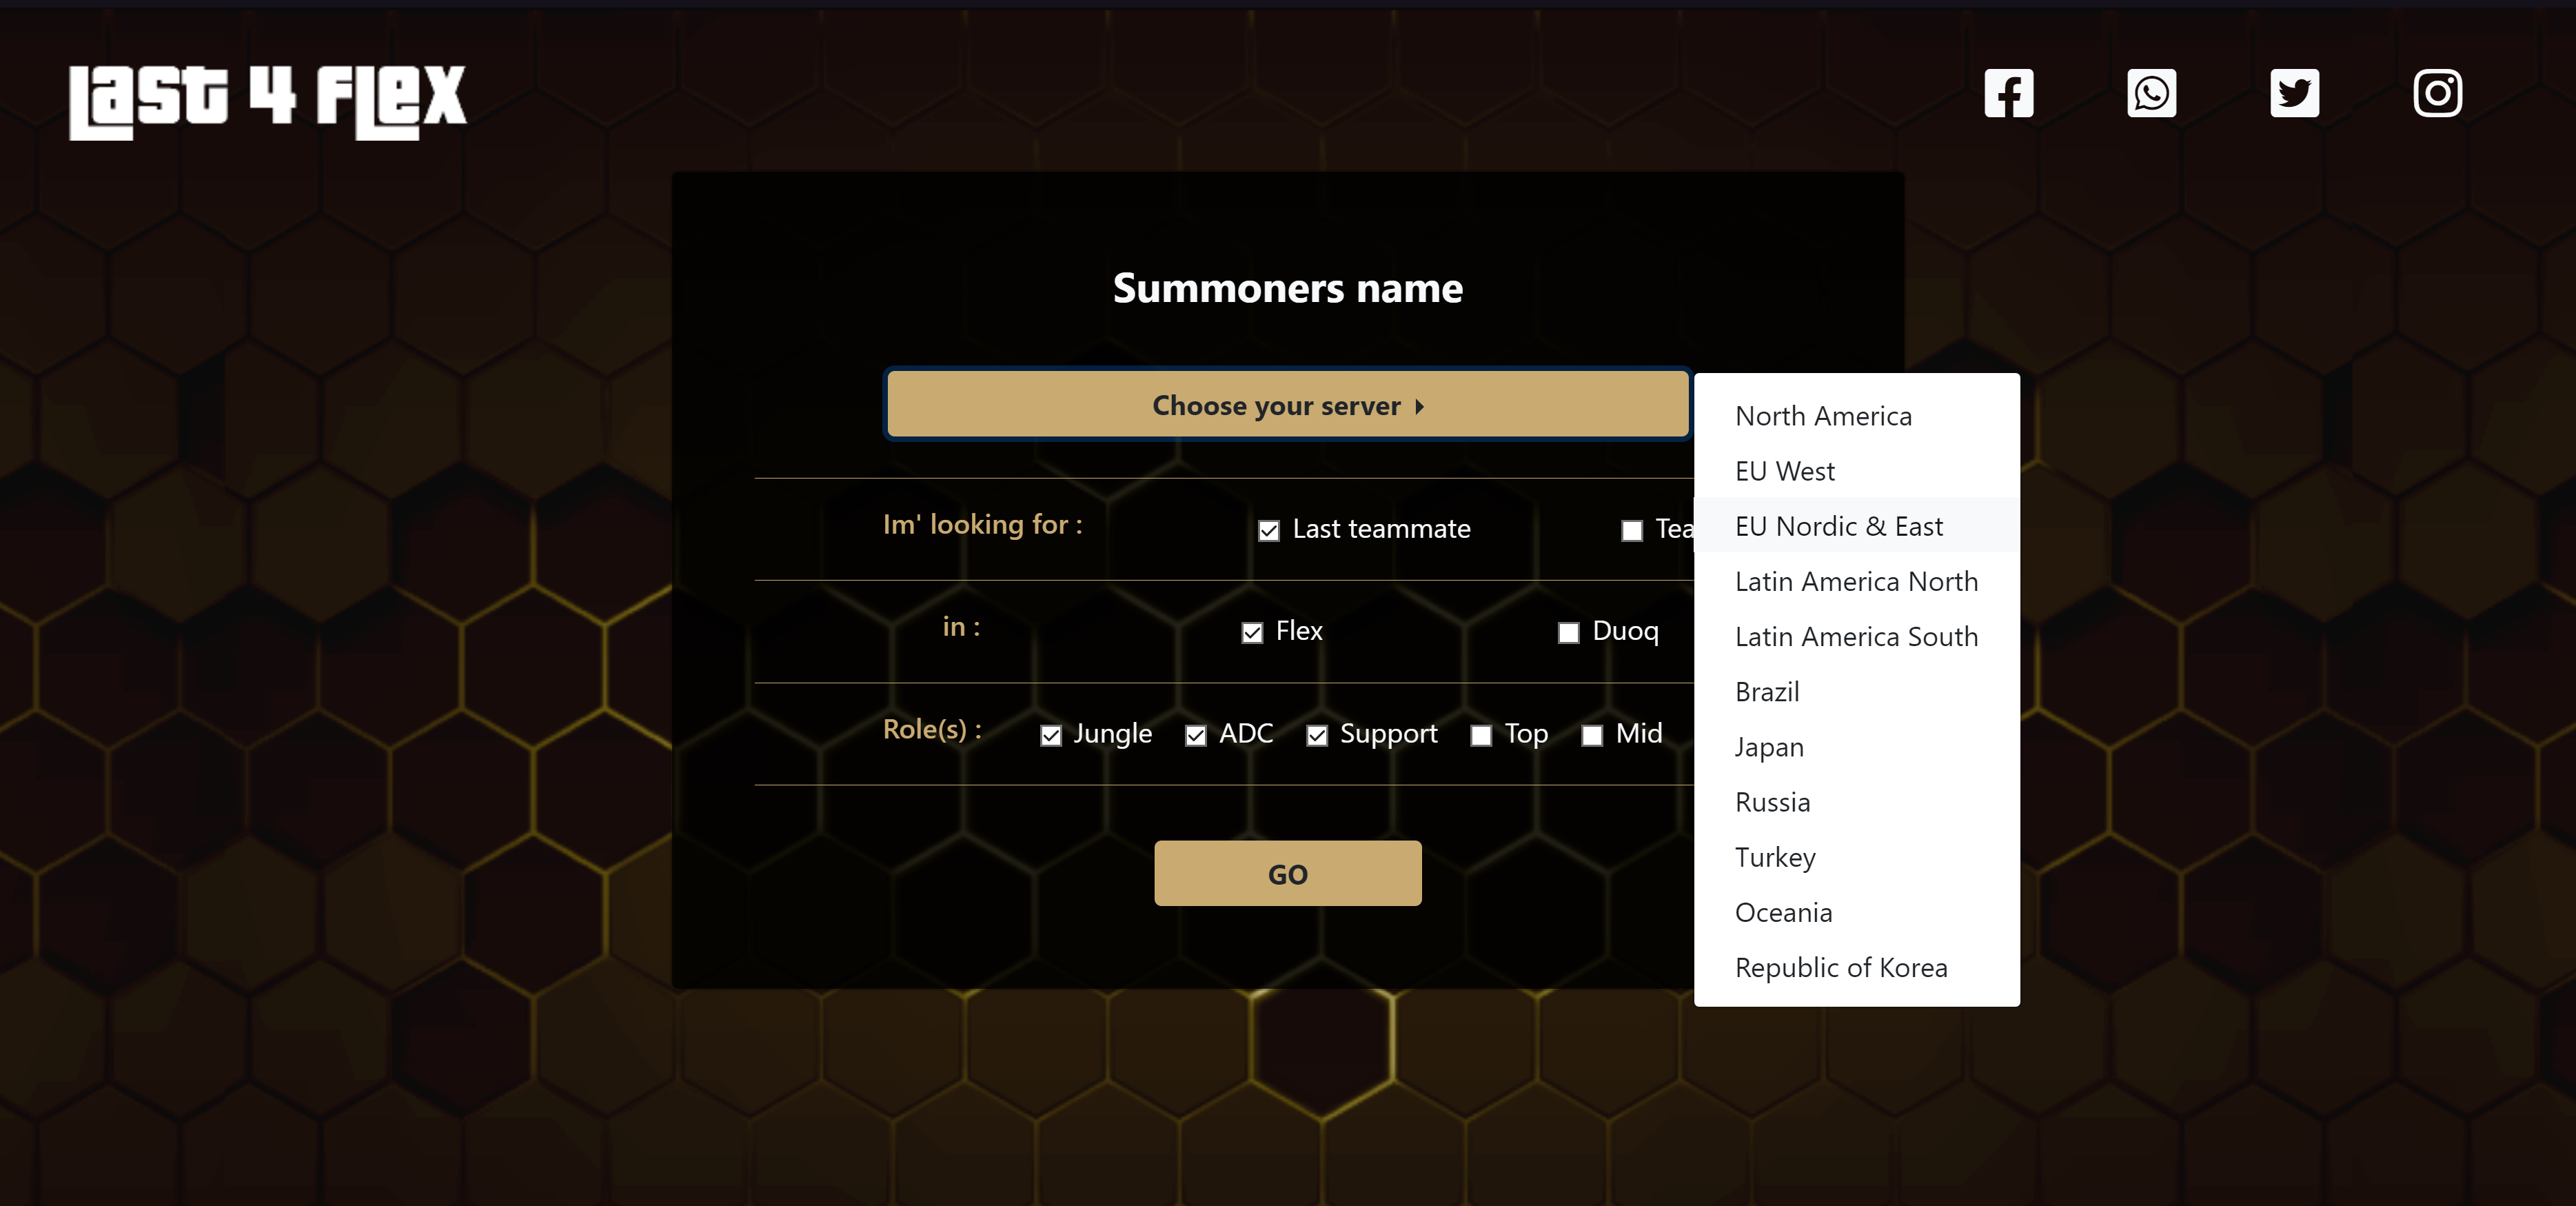 Last 4 Flex
Summoners name
Choose your server
Im' looking for :
Last teammate
in :
Flex
Duoq
Role(s) :
Jungle
ADC
Support
Top
Mid
GO
North America
EU West
EU Nordic & East
Latin America North
Latin America South
Brazil
Japan
Russia
Turkey
Oceania
Republic of Korea